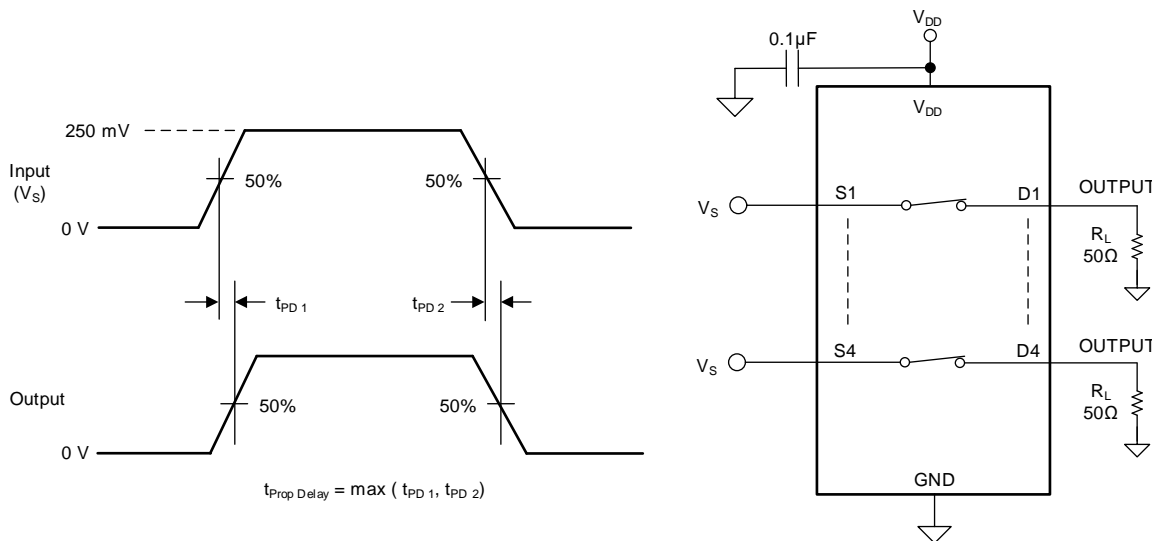 250 mV
Input
(VS)
50%
50%
0 V
tPD 1
tPD 2
Output
50%
50%
0 V
tProp Delay = max ( tPD 1, tPD 2)
VDD
0.1µF
VDD
VS
S1
D1
OUTPUT
RL
50Ω
VS
S4
D4
OUTPUT
RL
50Ω
GND